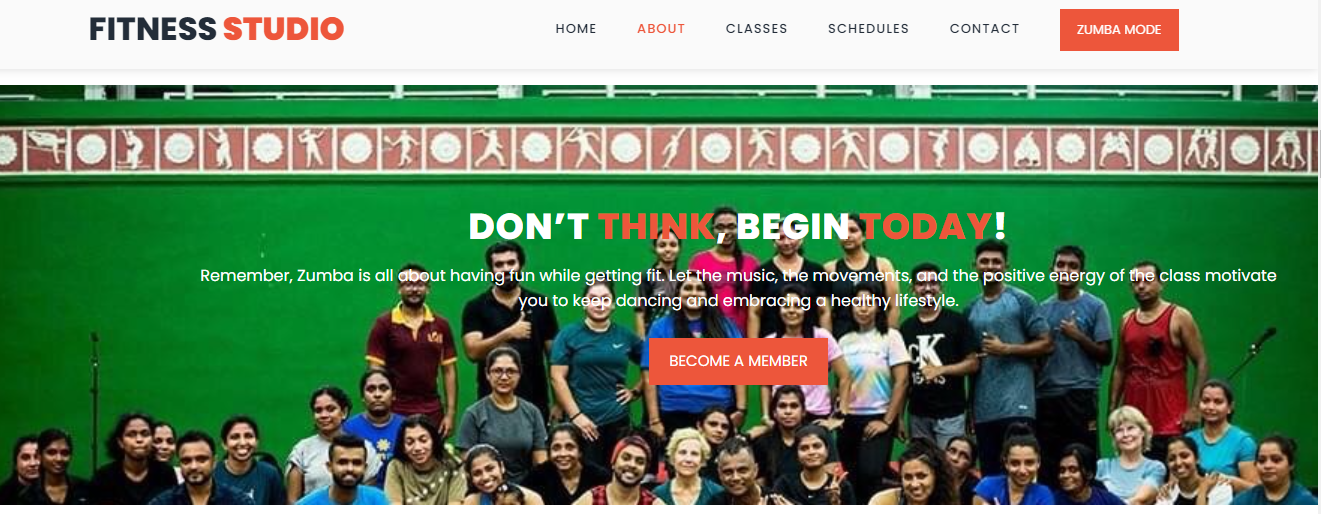 FITNESS STUDIO
HOME ABOUT CLASSES SCHEDULES CONTACT ZUMBA MODE
DON’T THINK, BEGIN TODAY!
Remember, Zumba is all about having fun while getting fit. Let the music, the movements, and the positive energy of the class motivate
you to keep dancing and embracing a healthy lifestyle.
BECOME A MEMBER